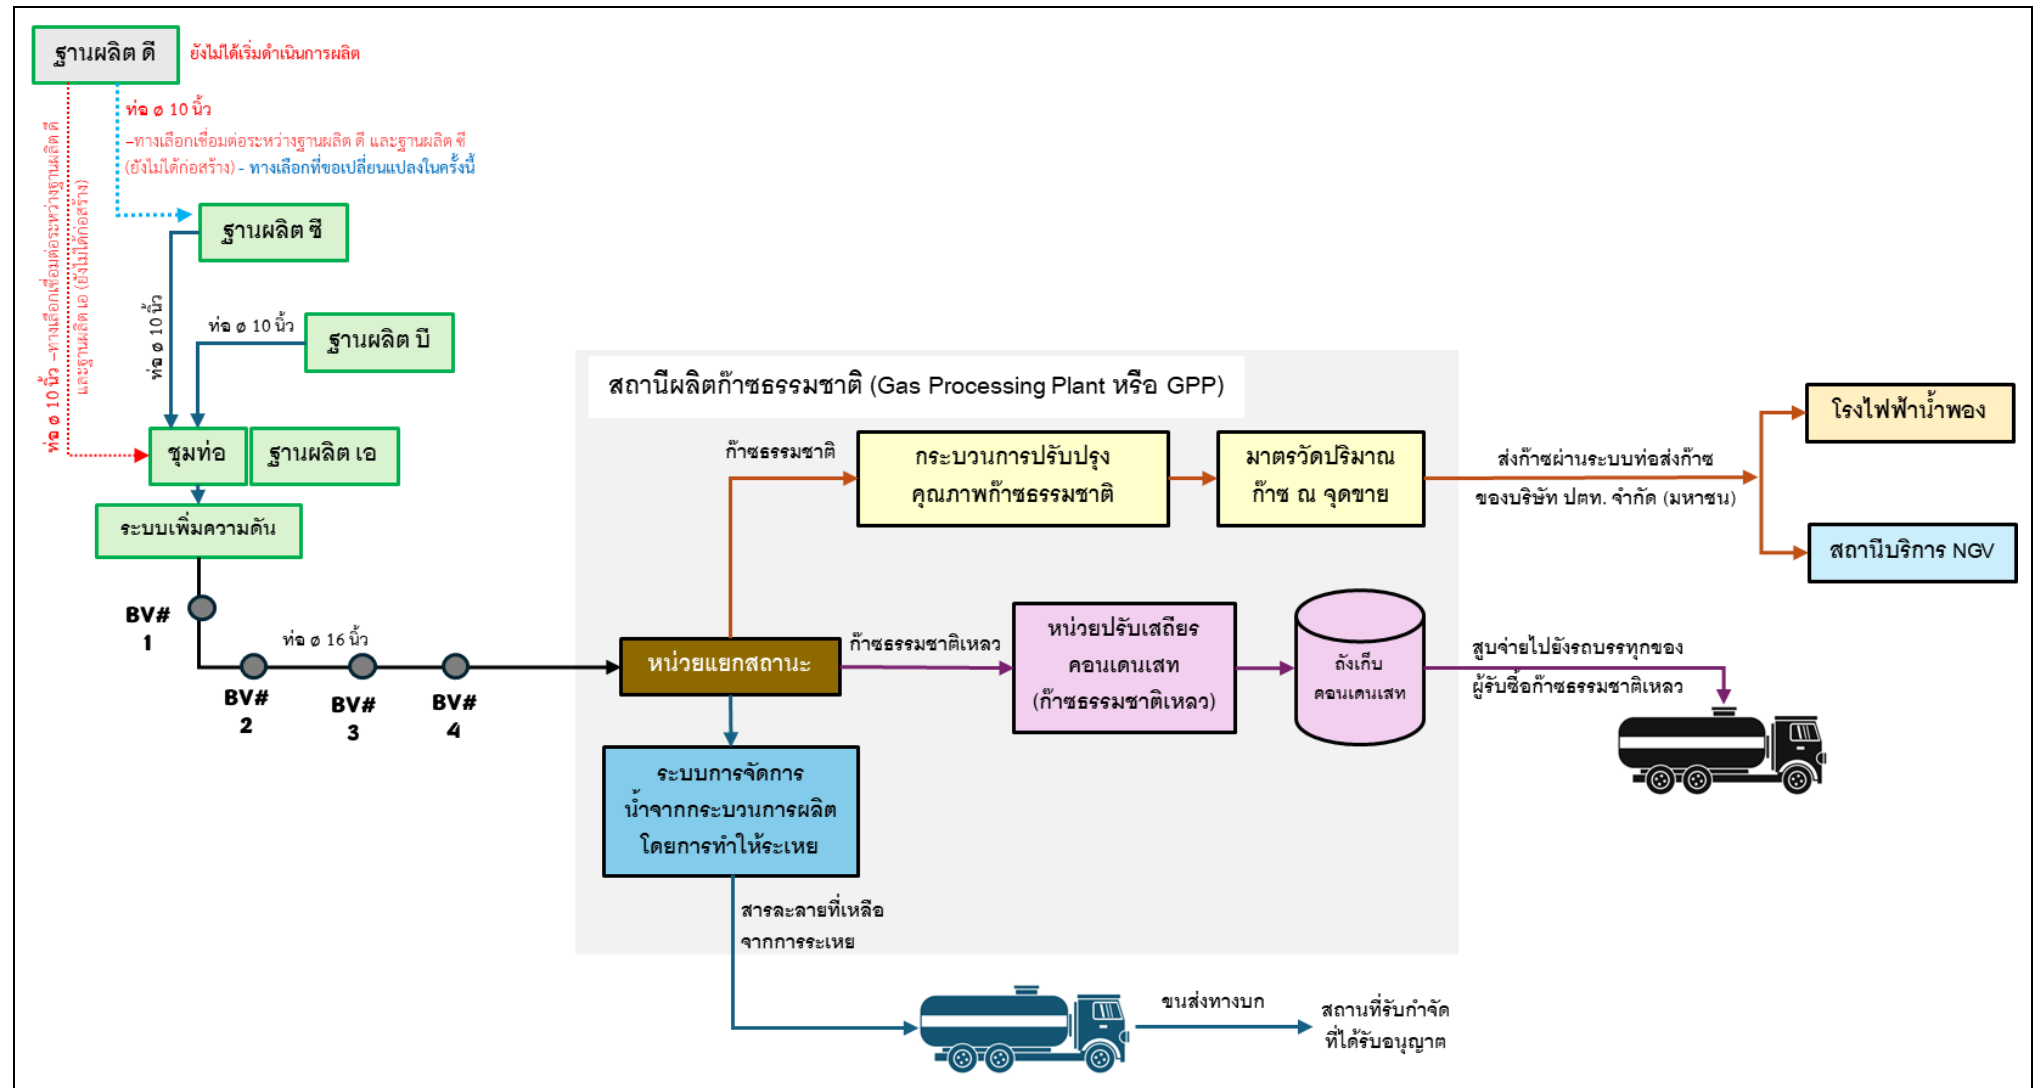 ฐานผลิต ดี
ยังไม่ได้เริ่มดำเนินการผลิต
ท่อ ø 10 นิ้ว
–ทางเลือกเชื่อมต่อระหว่างฐานผลิต ดี และฐานผลิต ซี
(ยังไม่ได้ก่อสร้าง) - ทางเลือกที่ขอเปลี่ยนแปลงในครั้งนี้
ท่อ ø 10 นิ้ว –ทางเลือกเชื่อมต่อระหว่างฐานผลิต ดี
และฐานผลิต เอ (ยังไม่ได้ก่อสร้าง)
ฐานผลิต ซี
ท่อ ø 10 นิ้ว
ท่อ ø 10 นิ้ว
ฐานผลิต บี
ชุมท่อ
ฐานผลิต เอ
ระบบเพิ่มความดัน
BV#
1
ท่อ ø 16 นิ้ว
BV#
2
BV#
3
BV#
4
สถานีผลิตก๊าซธรรมชาติ (Gas Processing Plant หรือ GPP)
ก๊าซธรรมชาติ
กระบวนการปรับปรุง
คุณภาพก๊าซธรรมชาติ
มาตรวัดปริมาณ
ก๊าซ ณ จุดขาย
ส่งก๊าซผ่านระบบท่อส่งก๊าซ
ของบริษัท ปตท. จำกัด (มหาชน)
โรงไฟฟ้าน้ำพอง
สถานีบริการ NGV
หน่วยแยกสถานะ
ก๊าซธรรมชาติเหลว
หน่วยปรับเสถียร
คอนเดนเสท
(ก๊าซธรรมชาติเหลว)
ถังเก็บ
คอนเดนเสท
สูบจ่ายไปยังรถบรรทุกของ
ผู้รับซื้อก๊าซธรรมชาติเหลว
ระบบการจัดการ
น้ำจากกระบวนการผลิต
โดยการทำให้ระเหย
สารละลายที่เหลือ
จากการระเหย
ขนส่งทางบก
สถานที่รับกำจัด
ที่ได้รับอนุญาต